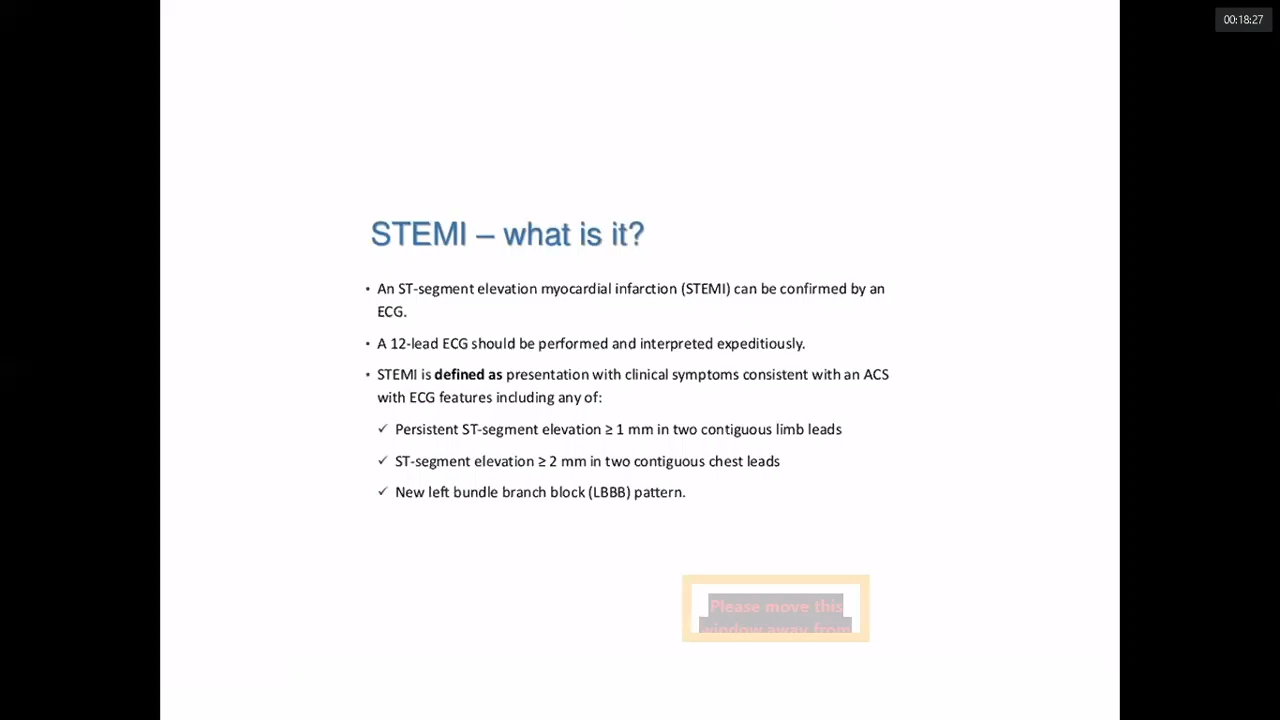 00:18:27
STEMI – what is it?
• An ST-segment elevation myocardial infarction (STEMI) can be confirmed by an
ECG.
• A 12-lead ECG should be performed and interpreted expeditiously.
• STEMI is defined as presentation with clinical symptoms consistent with an ACS
with ECG features including any of:
✓ Persistent ST-segment elevation ≥ 1 mm in two contiguous limb leads
✓ ST-segment elevation ≥ 2 mm in two contiguous chest leads
✓ New left bundle branch block (LBBB) pattern.
Please move this
window away from